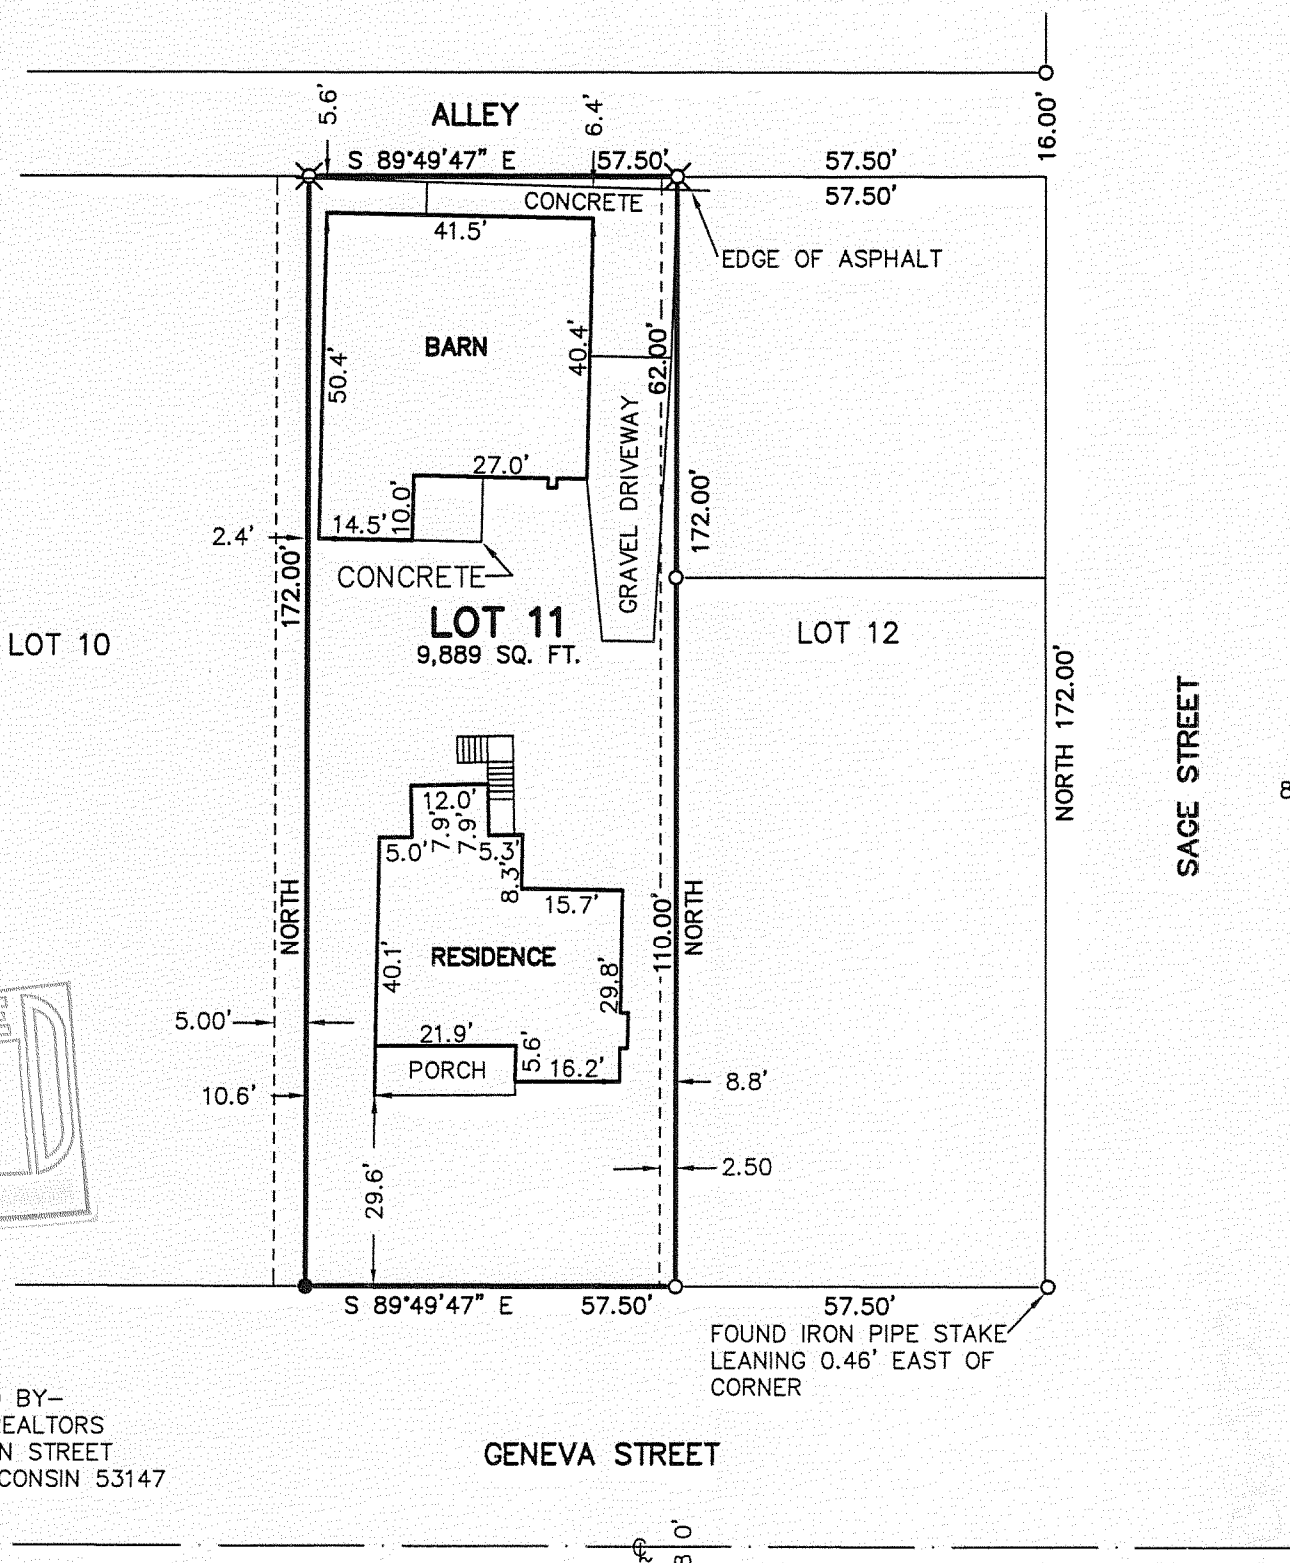 ALLEY
5.6'
6.4'
16.00'
S 89°49'47" E 57.50'
57.50'
57.50'
CONCRETE
41.5'
EDGE OF ASPHALT
BARN
50.4'
40.4'
62.00'
GRAVEL DRIVEWAY
27.0'
10.0'
14.5'
2.4'
172.00'
172.00'
CONCRETE
LOT 11
9,889 SQ. FT.
LOT 10
LOT 12
NORTH 172.00'
SAGE STREET
8
12.0'
7.9'
7.9'
5.0'
5.3'
8.3'
15.7'
NORTH
110.00'
NORTH
RESIDENCE
40.1'
29.8'
5.00'
21.9'
5.6'
PORCH
16.2'
10.6'
8.8'
2.50
29.6'
S 89°49'47" E 57.50'
57.50'
FOUND IRON PIPE STAKE
LEANING 0.46' EAST OF
CORNER
BY-
REALTORS
N STREET
CONSIN 53147
GENEVA STREET
0'